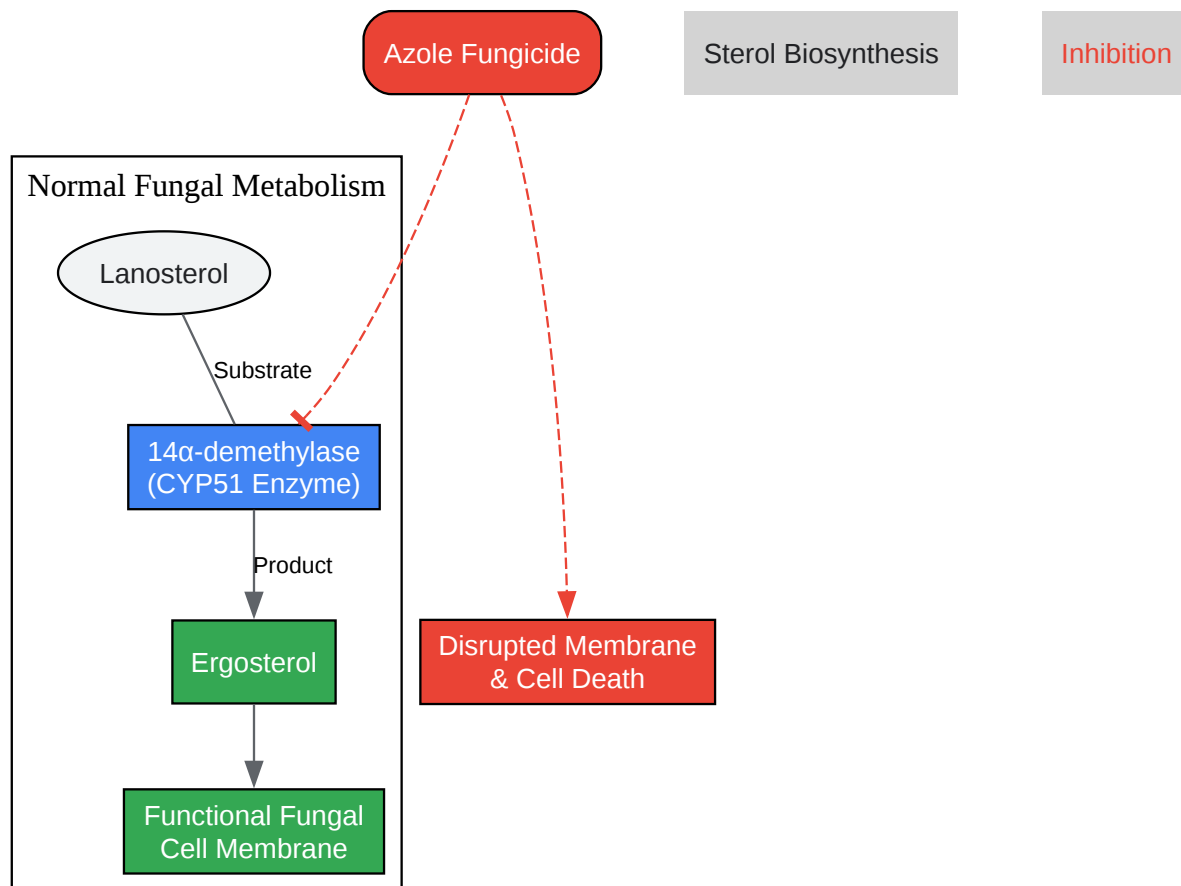 Azole Fungicide
Sterol Biosynthesis
Inhibition
Normal Fungal Metabolism
Lanosterol
Substrate
14α-demethylase
(CYP51 Enzyme)
Product
Ergosterol
Disrupted Membrane
& Cell Death
Functional Fungal
Cell Membrane